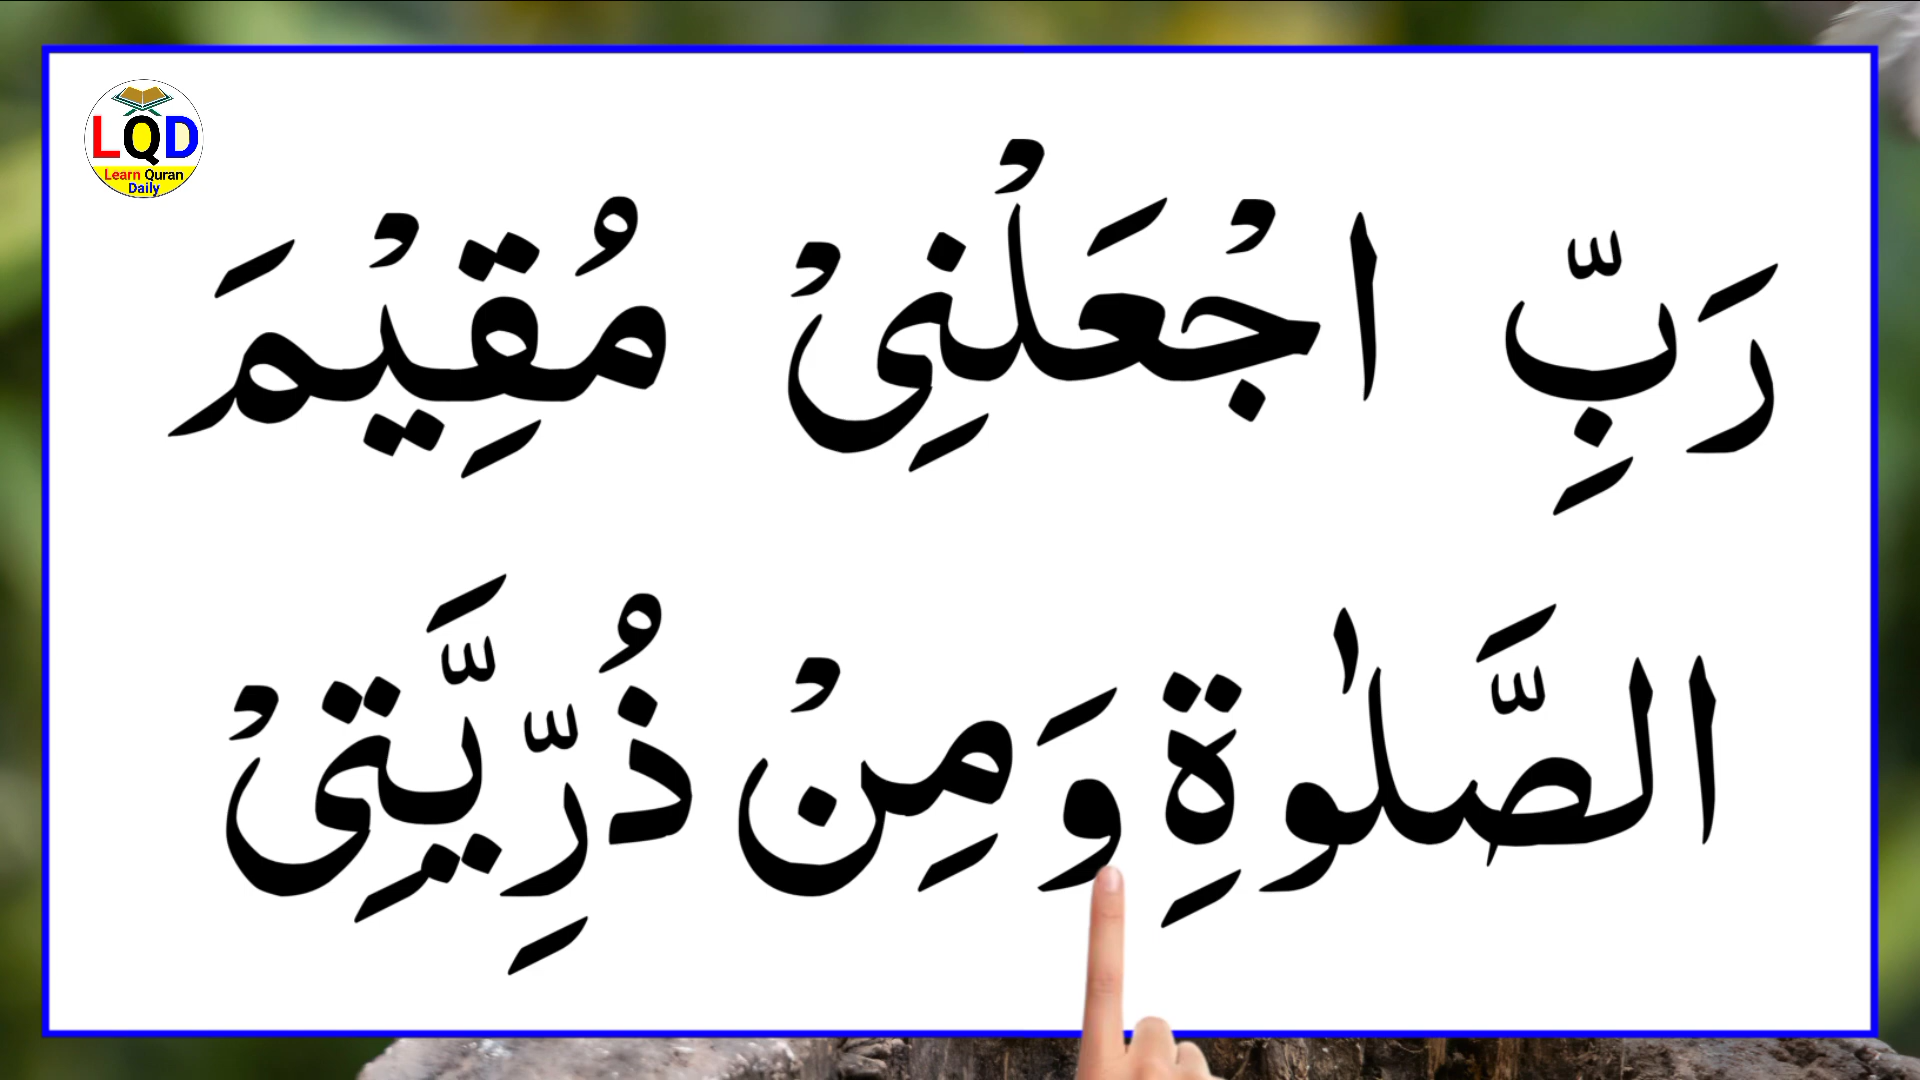 LQD
Learn Quran
Daily
رَبِّ اجْعَلْنِیْ مُقِیْمَ
الصَّلٰوةِ وَمِنْ ذُرِّیَّتِیْ